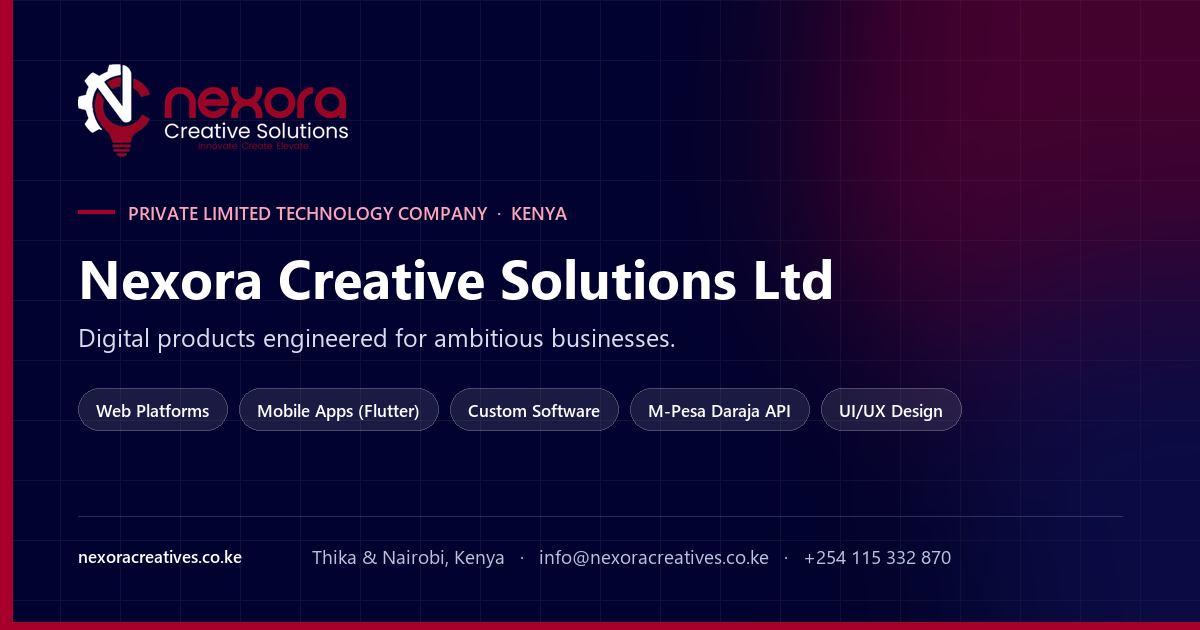 nexora
Creative Solutions
Innovate Create Elevate
PRIVATE LIMITED TECHNOLOGY COMPANY · KENYA
Nexora Creative Solutions Ltd
Digital products engineered for ambitious businesses.
Web Platforms Mobile Apps (Flutter) Custom Software M-Pesa Daraja API UI/UX Design
nexoracreatives.co.ke Thika & Nairobi, Kenya · info@nexoracreatives.co.ke · +254 115 332 870